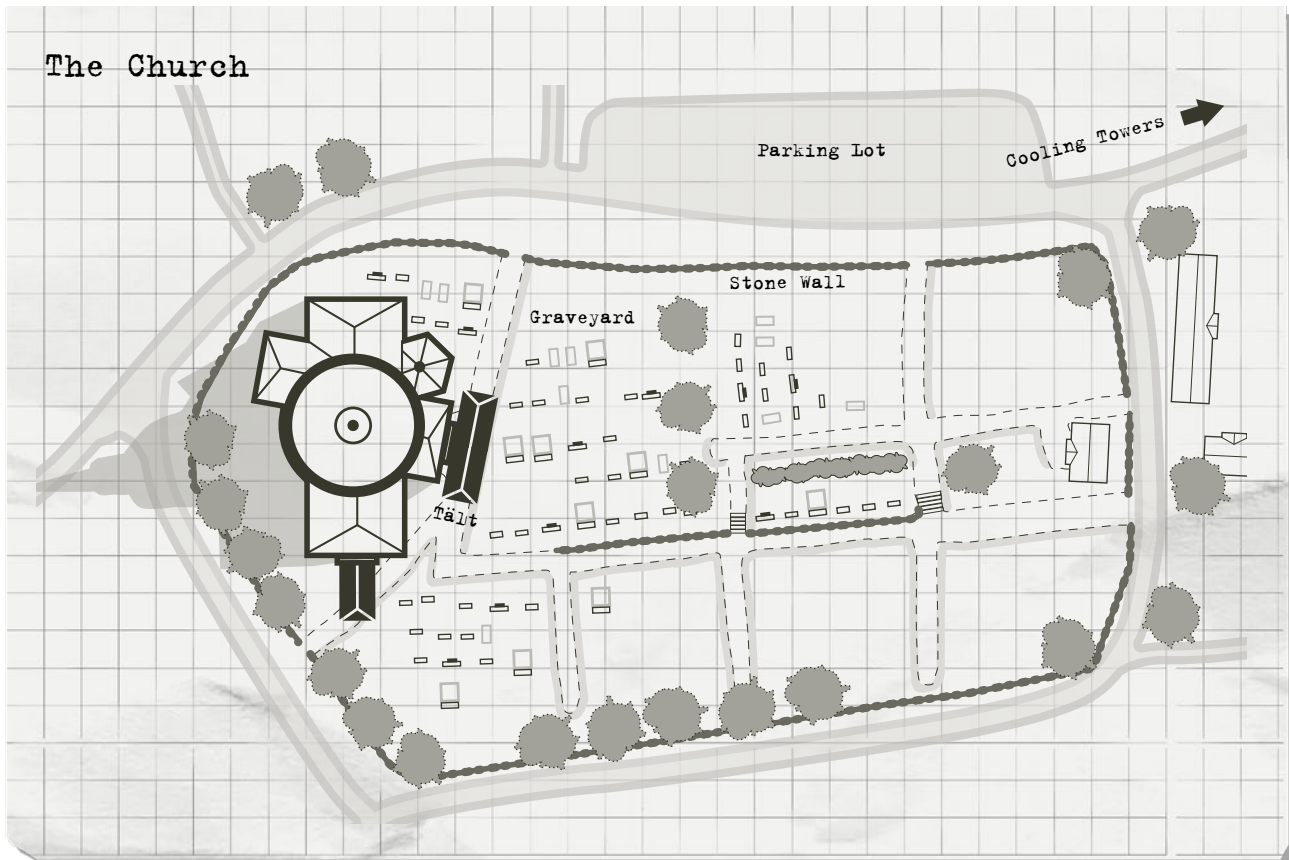 The Church
Parking Lot
Cooling Towers
Stone Wall
Graveyard
Tält